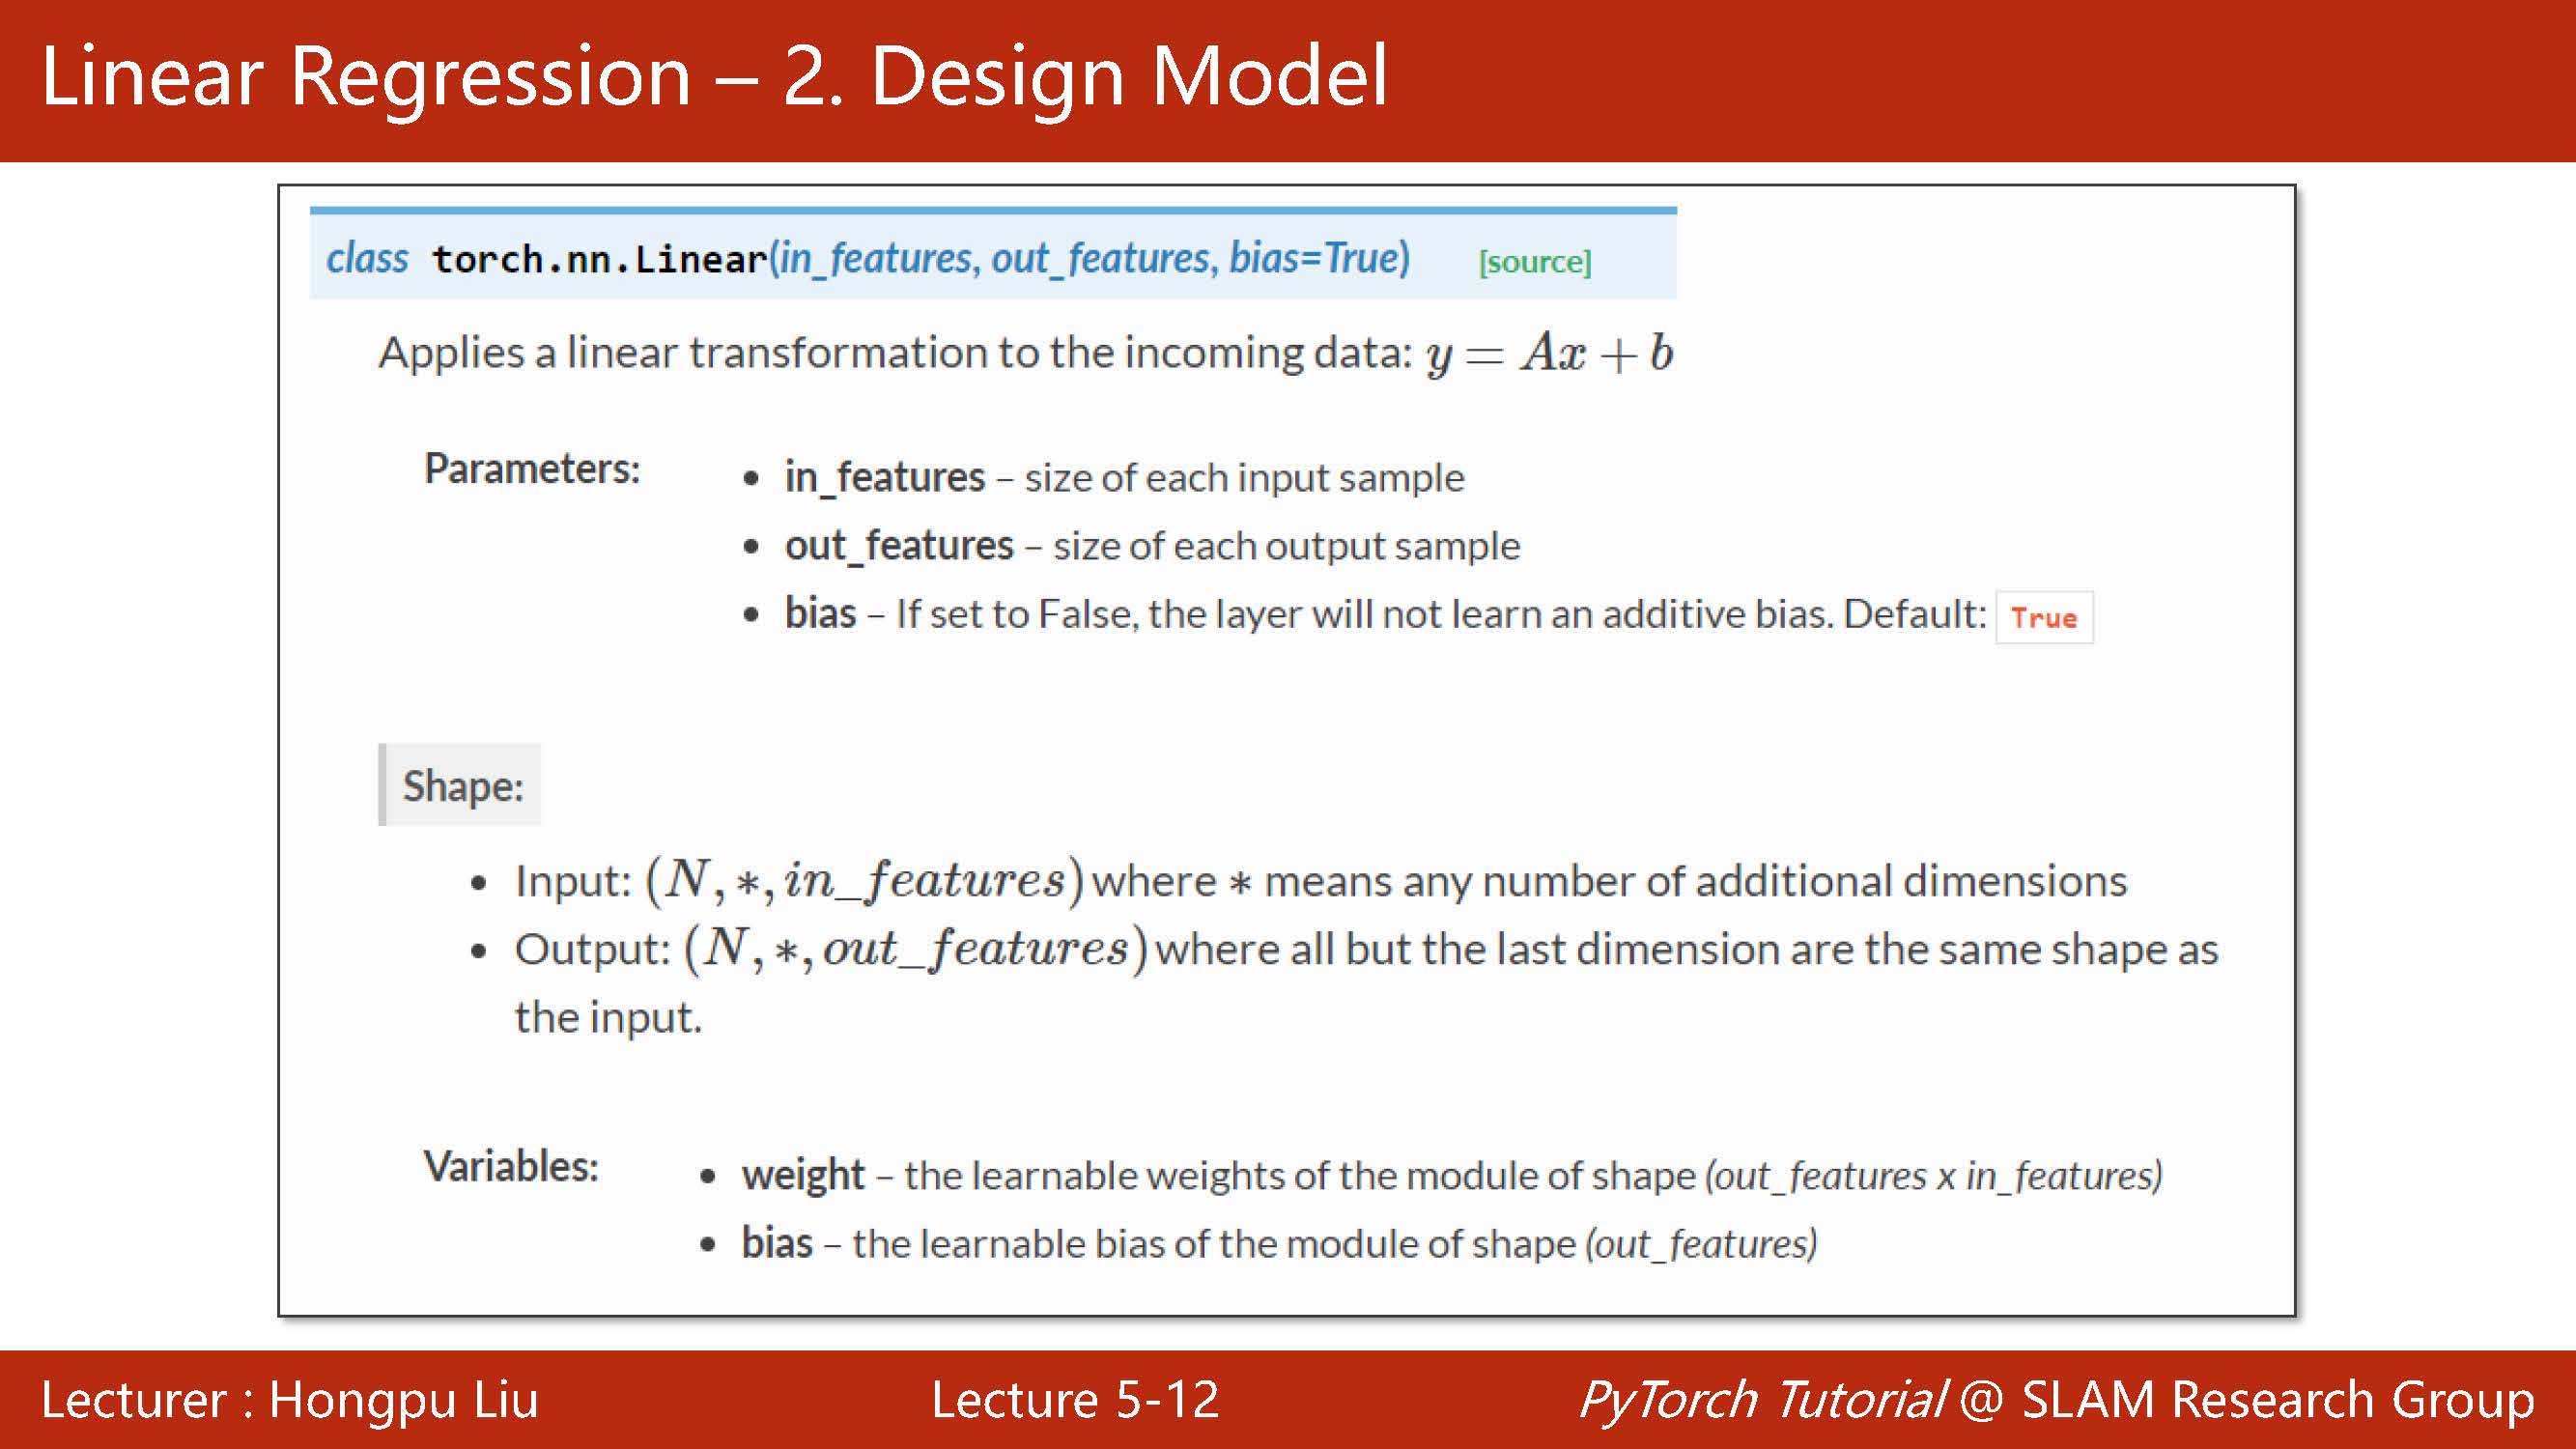 Linear Regression – 2. Design Model
class torch.nn.Linear(in_features, out_features, bias=True) [source]
Applies a linear transformation to the incoming data: y = Ax + b
Parameters:
• in_features – size of each input sample
• out_features – size of each output sample
• bias – If set to False, the layer will not learn an additive bias. Default: True
Shape:
• Input: (N, *, in_features) where * means any number of additional dimensions
• Output: (N, *, out_features) where all but the last dimension are the same shape as
the input.
Variables:
• weight – the learnable weights of the module of shape (out_features x in_features)
• bias – the learnable bias of the module of shape (out_features)
Lecturer : Hongpu Liu
Lecture 5-12
PyTorch Tutorial @ SLAM Research Group